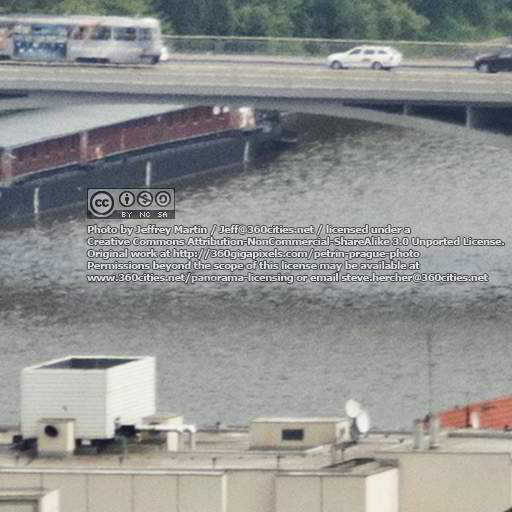 cc BY NC SA
Photo by Jeffrey Martin / Jeff@360cities.net / licensed under a
Creative Commons Attribution-NonCommercial-ShareAlike 3.0 Unported License.
Original work at http://360gigapixels.com/petrin-prague-photo
Permissions beyond the scope of this license may be available at
www.360cities.net/panorama-licensing or email steve.hercher@360cities.net